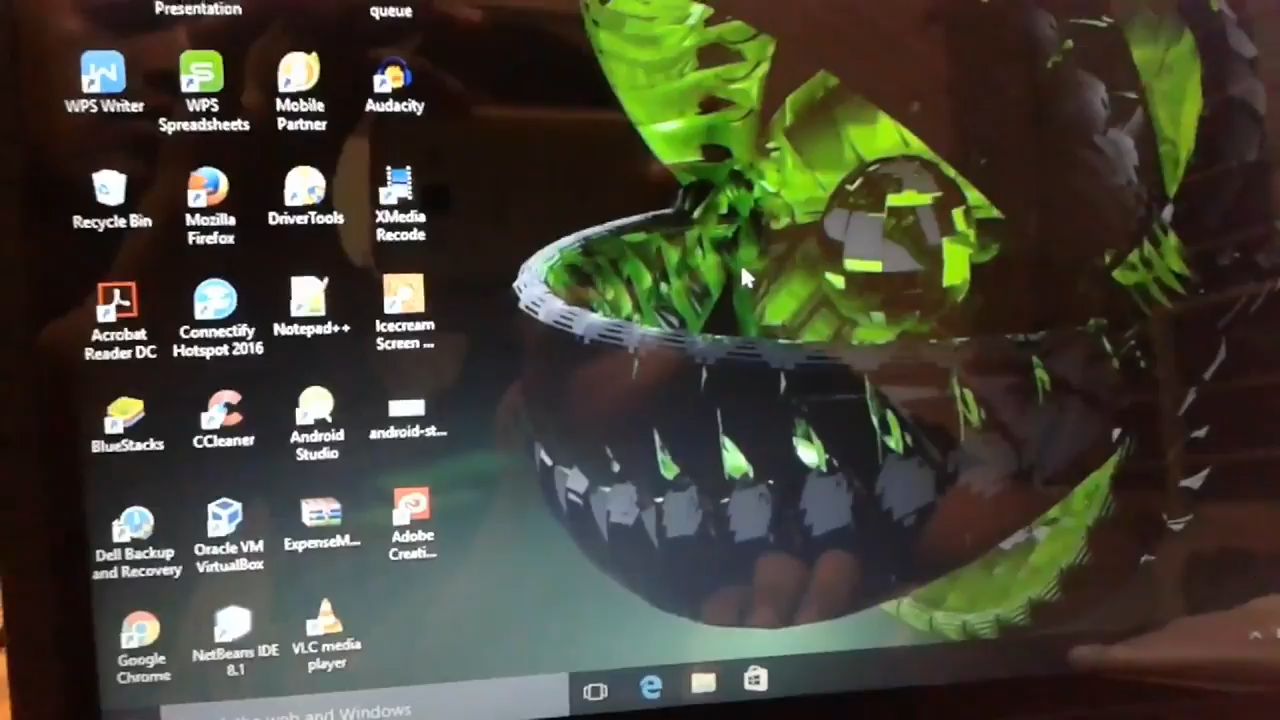 Presentation
queue
WPS Writer
WPS
Spreadsheets
Mobile
Partner
Audacity
Recycle Bin
Mozilla
Firefox
DriverTools
XMedia
Recode
Acrobat
Reader DC
Connectify
Hotspot 2016
Notepad++
Icecream
Screen ...
BlueStacks
CCleaner
Android
Studio
android-st...
Dell Backup
and Recovery
Oracle VM
VirtualBox
ExpenseM...
Adobe
Creati...
Google
Chrome
NetBeans IDE
8.1
VLC media
player
web and Windows